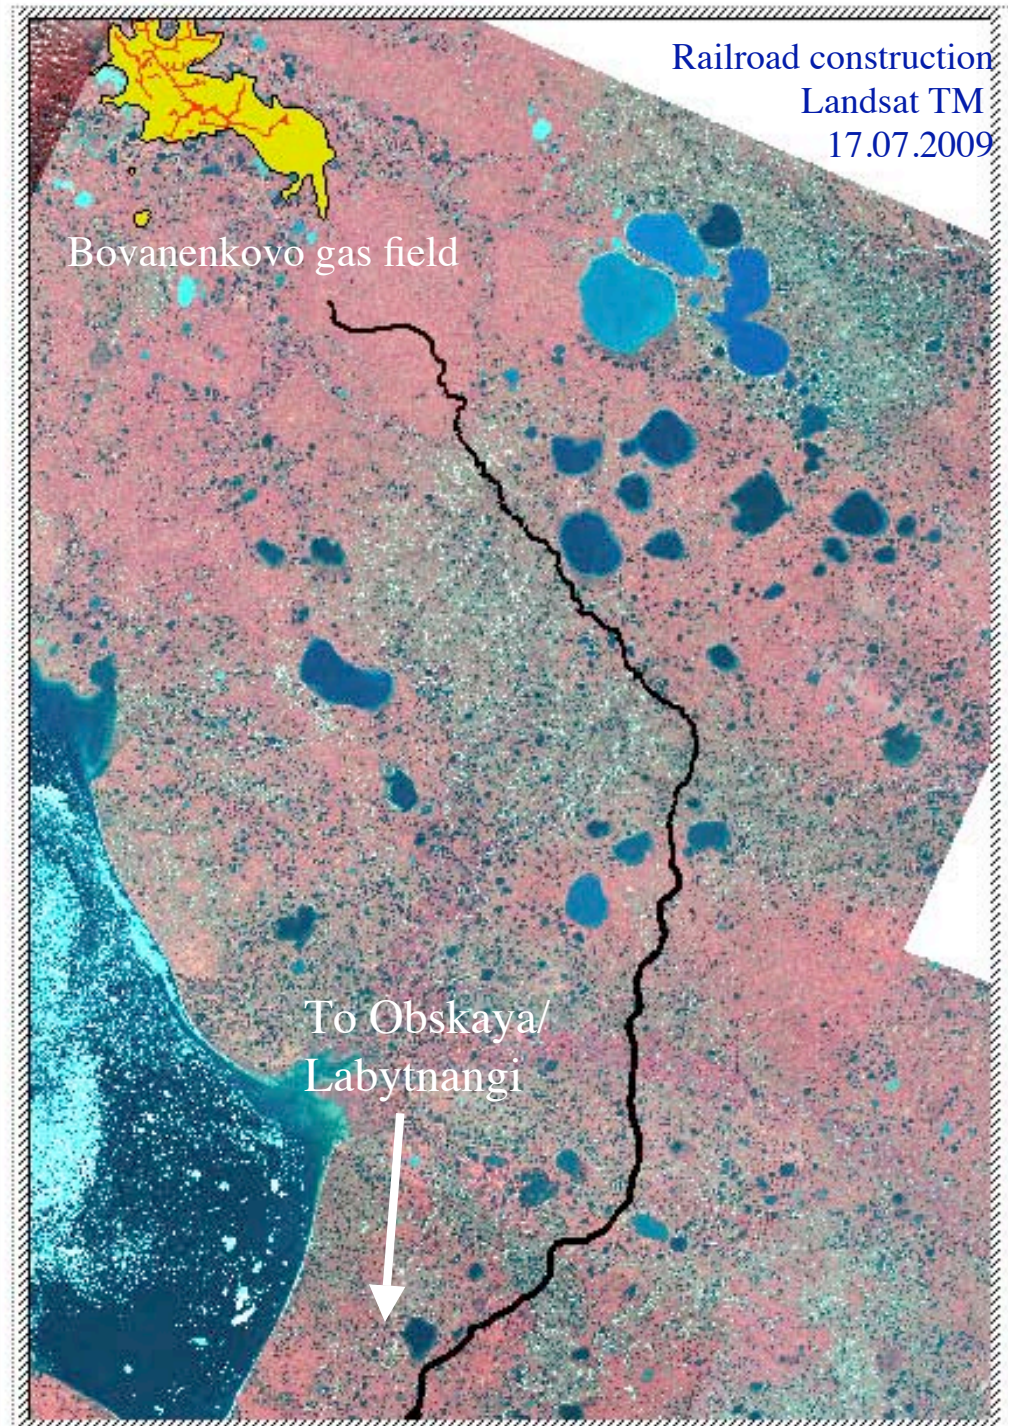 Railroad construction
Landsat TM
17.07.2009
Bovanenkovo gas field
To Obskaya/
Labytnangi